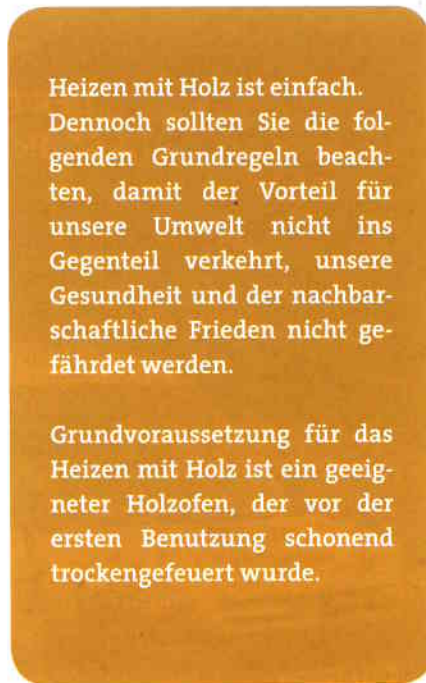 Heizen mit Holz ist einfach.
Dennoch sollten Sie die fol-
genden Grundregeln beach-
ten, damit der Vorteil für
unsere Umwelt nicht ins
Gegenteil verkehrt, unsere
Gesundheit und der nachbar-
schaftliche Frieden nicht ge-
fährdet werden.

Grundvoraussetzung für das
Heizen mit Holz ist ein geeig-
neter Holzofen, der vor der
ersten Benutzung schonend
trockengefeuert wurde.